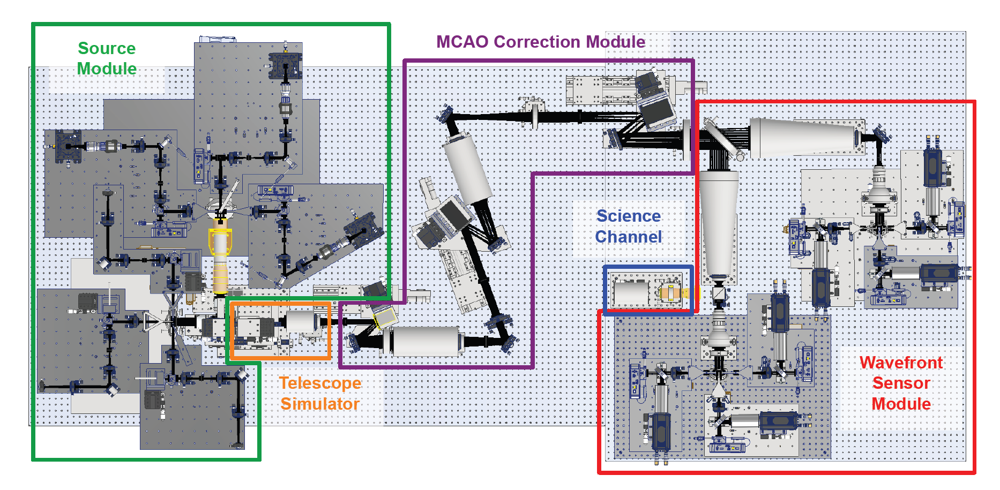 Source
Module
MCAO Correction Module
Science
Channel
Telescope
Simulator
Wavefront
Sensor
Module